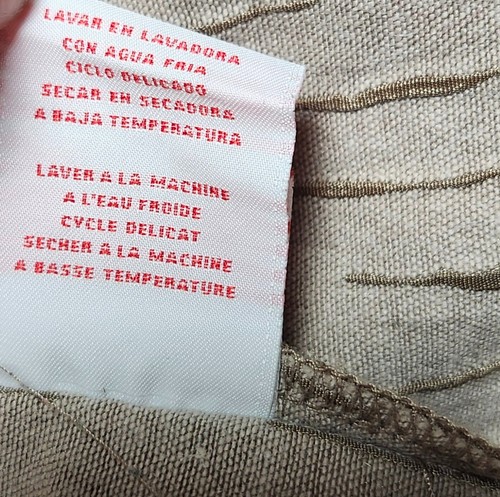 LAVAR EN LAVADORA
CON AGUA FRIA
CICLO DELICADO
SECAR EN SECADORA
A BAJA TEMPERATURA
LAVER A LA MACHINE
A L'EAU FROIDE
CYCLE DELICAT
SECHER A LA MACHINE
A BASSE TEMPERATURE